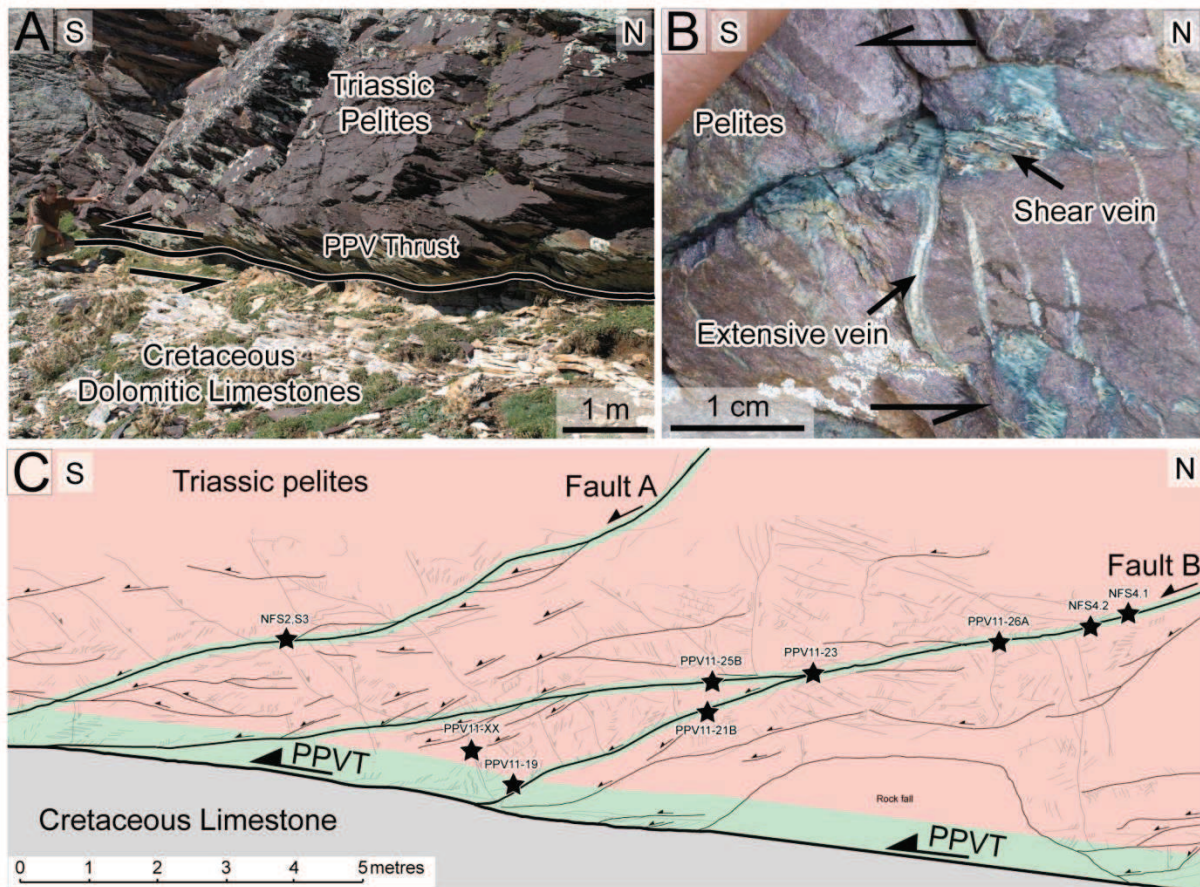 A S
N
Triassic
Pelites
PPV Thrust
Cretaceous
Dolomitic Limestones
1 m
B S
N
Pelites
Shear vein
Extensive vein
1 cm
C S
N
Triassic pelites
Fault A
Fault B
NFS4.1
NFS4.2
NFS2.S3
PPV11-26A
PPV11-23
PPV11-25B
PPV11-21B
PPV11-XX
PPV11-19
PPVT
Rock fall
PPVT
Cretaceous Limestone
0 1 2 3 4 5 metres